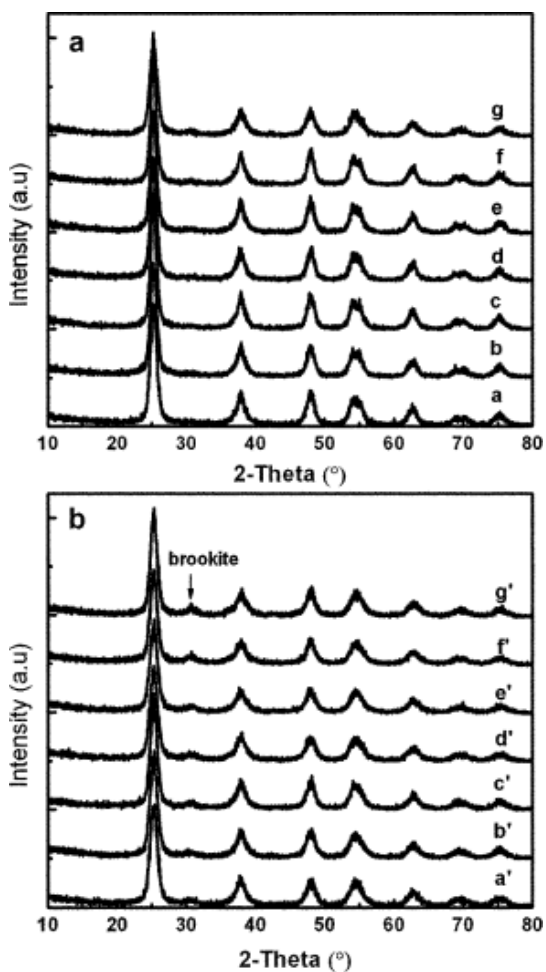 a
g
f
e
d
c
b
a
Intensity (a.u)
10 20 30 40 50 60 70 80
2-Theta (°)
b
brookite
g'
f'
e'
d'
c'
b'
a'
Intensity (a.u)
10 20 30 40 50 60 70 80
2-Theta (°)